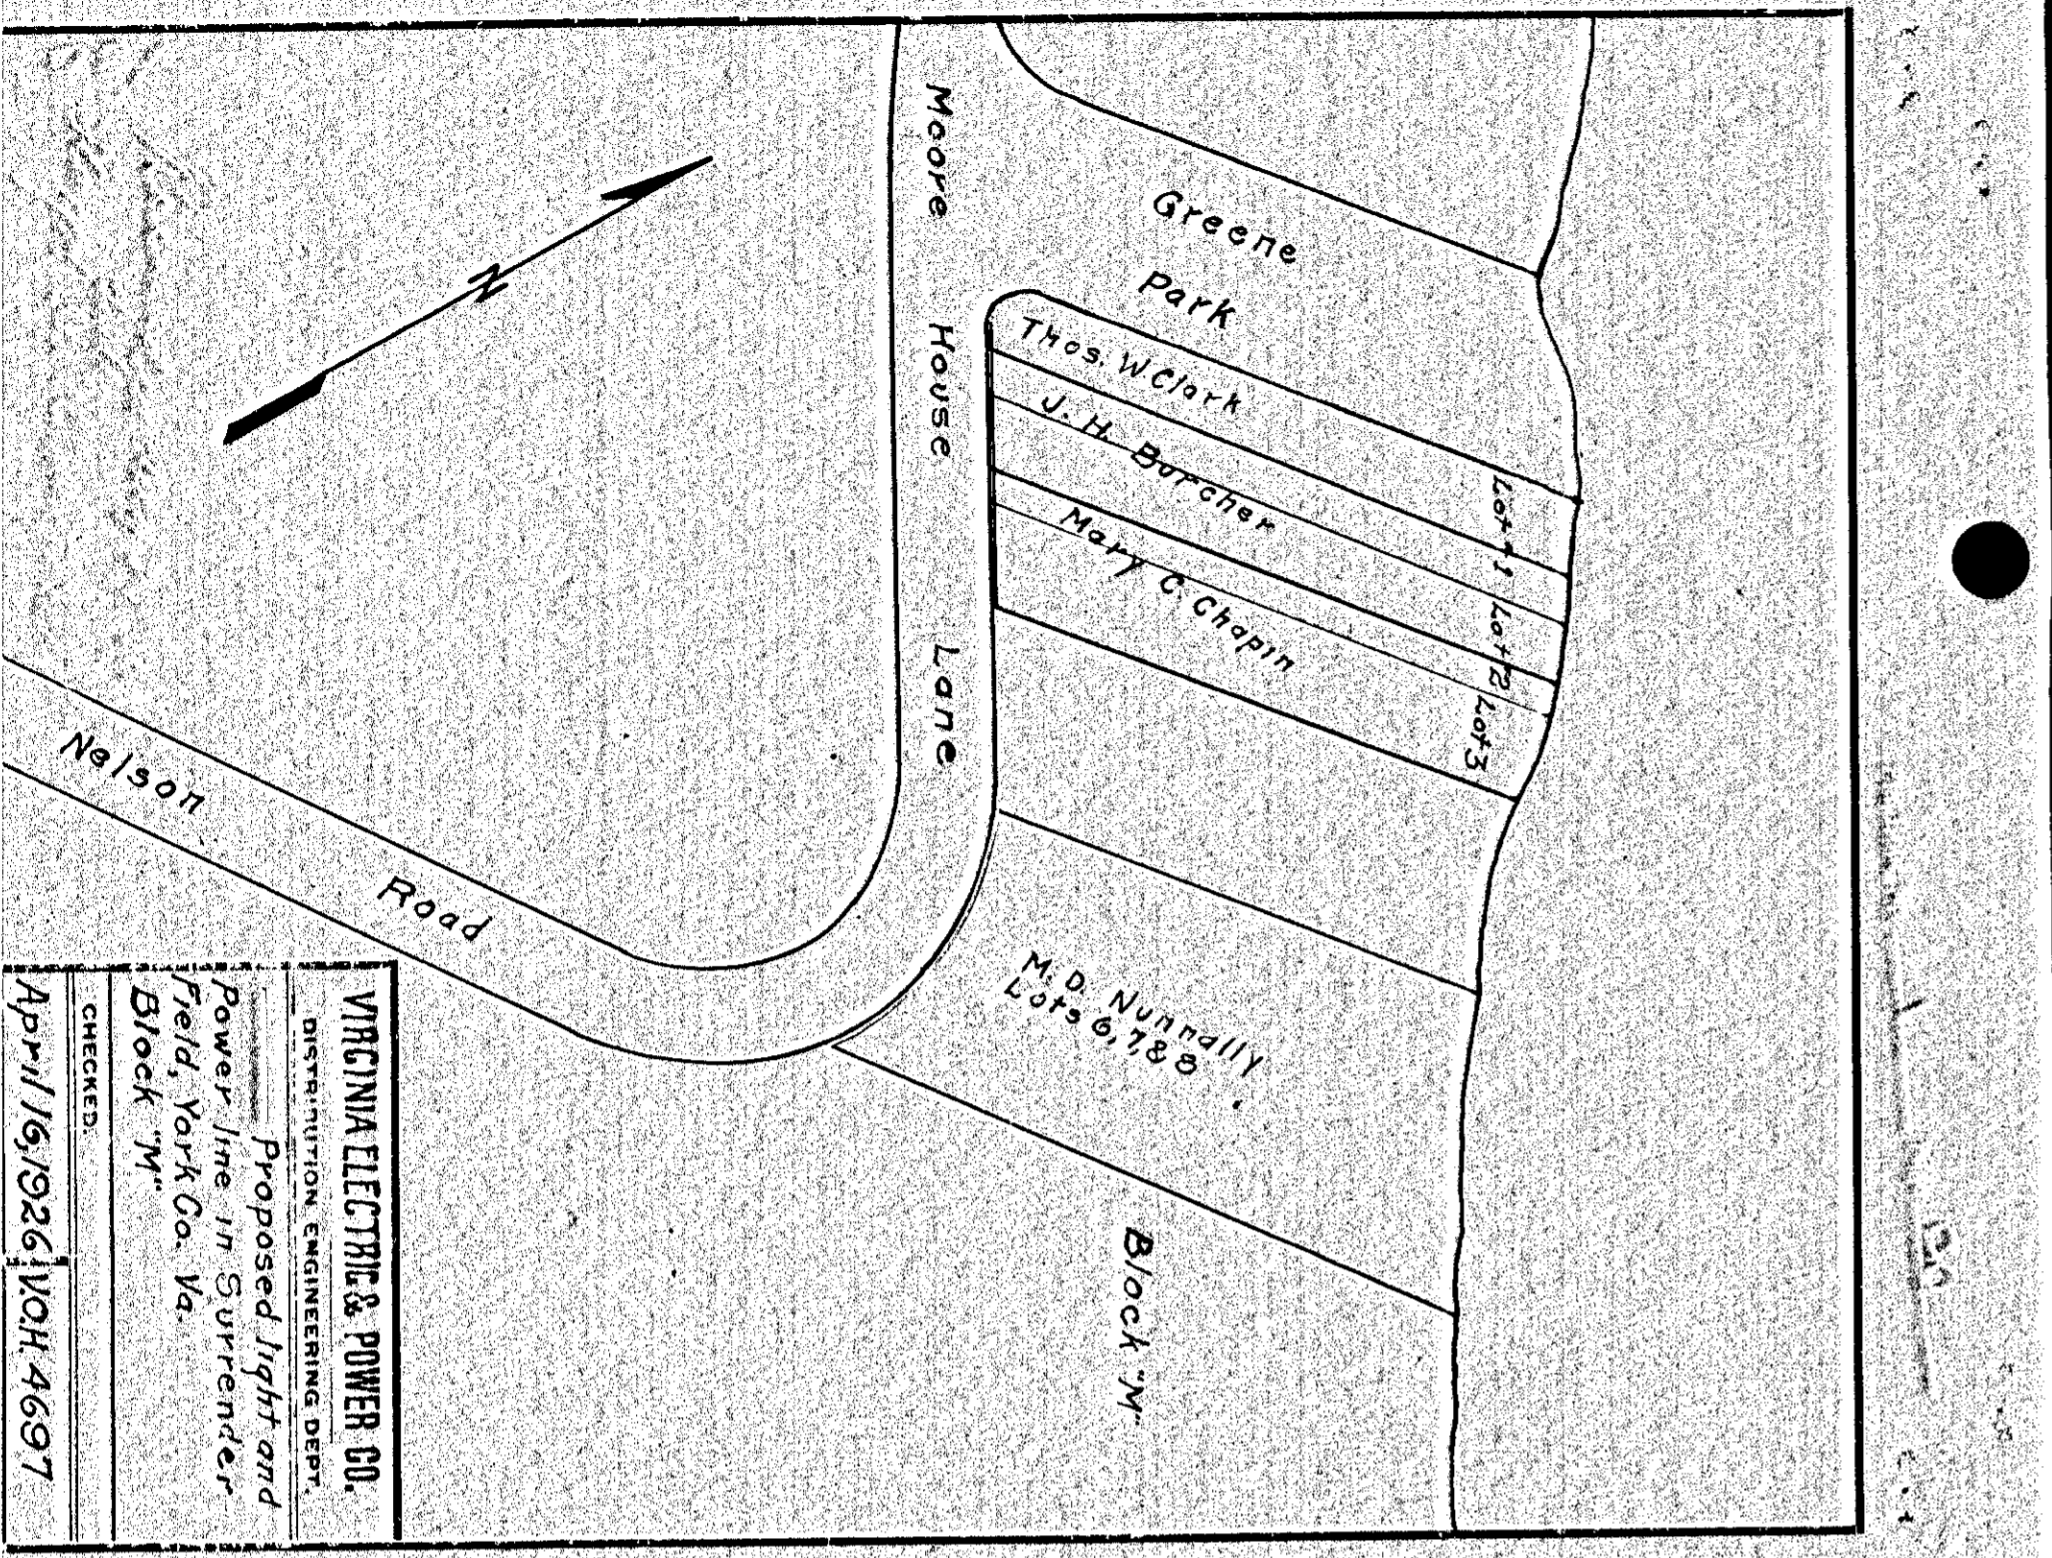 Moore House Lane
Greene
Park
Thos. W Clark
J. H. Burcher
Mary C. Chapin
Lot 1
Lot 2
Lot 3
Nelson Road
M. D. Nunnally
Lots 6, 7, & 8
Block "M"
N
VIRGINIA ELECTRIC & POWER CO.
DISTRIBUTION ENGINEERING DEPT.
Proposed light and
Power line in Surrender
Field, York Co. Va.
Block "M"
CHECKED:
April 16, 1926 V.O.H. 4697